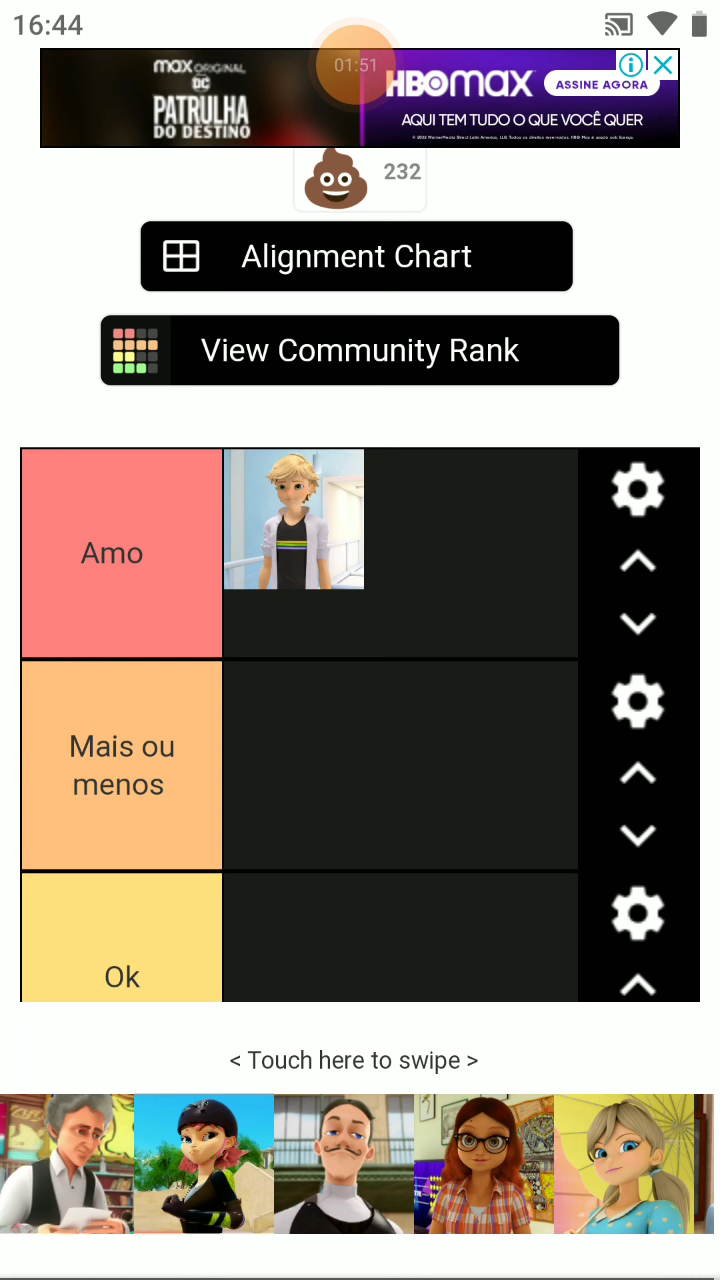 16:44
01:51
max ORIGINAL
DC
PATRULHA
DO DESTINO
HBOmax
ASSINE AGORA
AQUI TEM TUDO O QUE VOCÊ QUER
232
Alignment Chart
View Community Rank
Amo
Mais ou
menos
Ok
< Touch here to swipe >